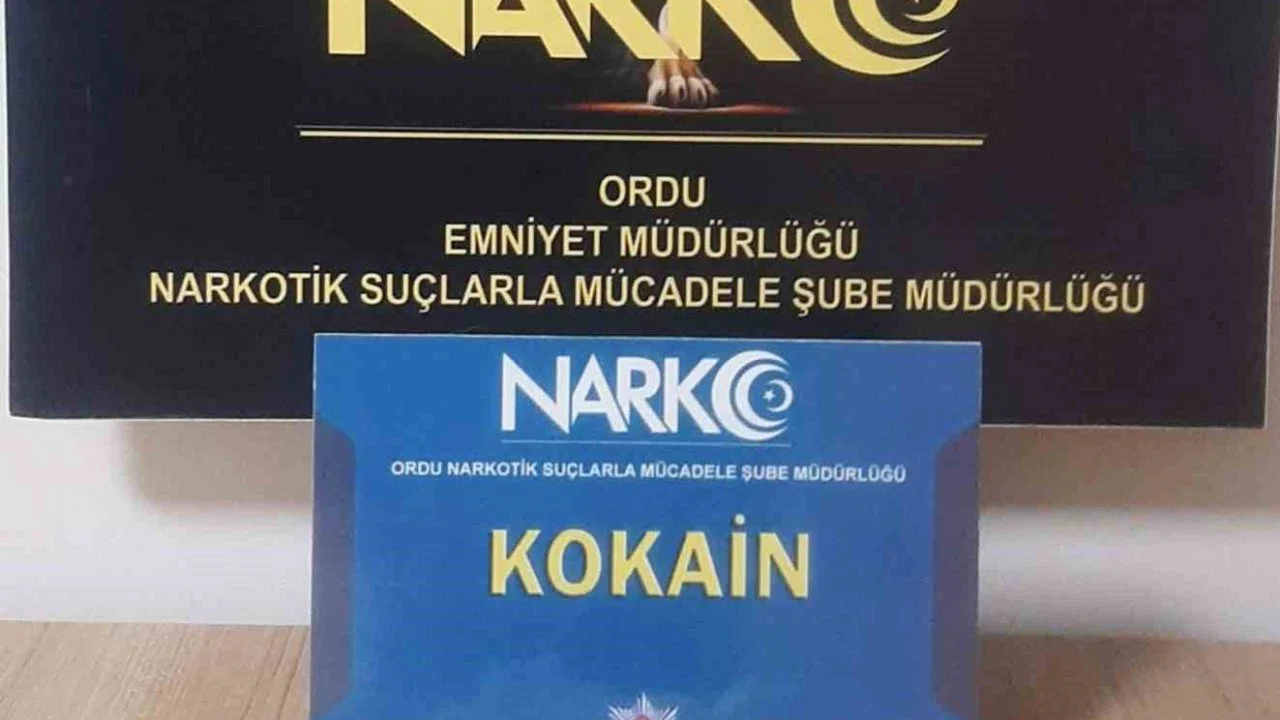 NARKO
ORDU
EMNİYET MÜDÜRLÜĞÜ
NARKOTİK SUÇLARLA MÜCADELE ŞUBE MÜDÜRLÜĞÜ
NARKO
ORDU NARKOTİK SUÇLARLA MÜCADELE ŞUBE MÜDÜRLÜĞÜ
KOKAİN